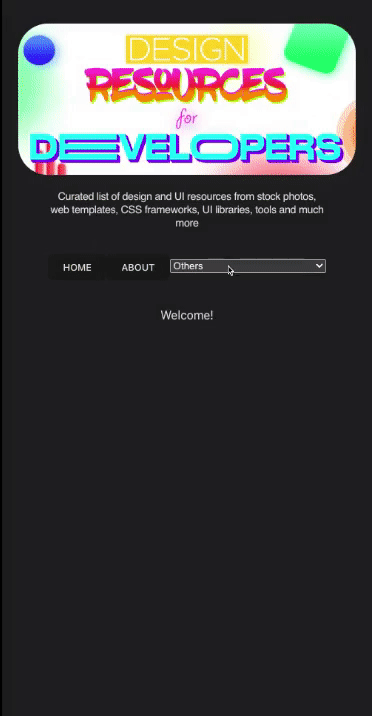 DESIGN
RESOURCES
for
DEVELOPERS
Curated list of design and UI resources from stock photos,
web templates, CSS frameworks, UI libraries, tools and much
more
HOME ABOUT Others
Welcome!